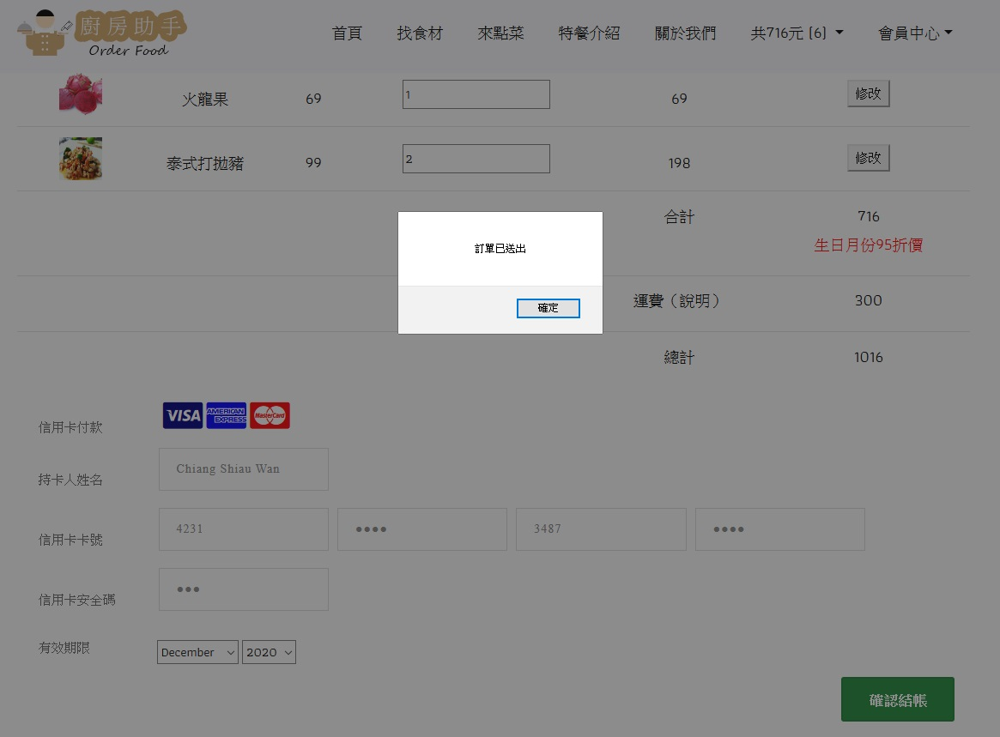 廚房助手
Order Food
首頁 找食材 來點菜 特餐介紹 關於我們 共716元 [6] 會員中心
火龍果 69 1 69 修改
泰式打拋豬 99 2 198 修改
合計 716
生日月份95折價
訂單已送出
確定
運費（說明） 300
總計 1016
信用卡付款 VISA AMERICAN EXPRESS MasterCard
持卡人姓名 Chiang Shiau Wan
信用卡卡號 4231 ●●●● 3487 ●●●●
信用卡安全碼 ●●●
有效期限 December 2020
確認結帳